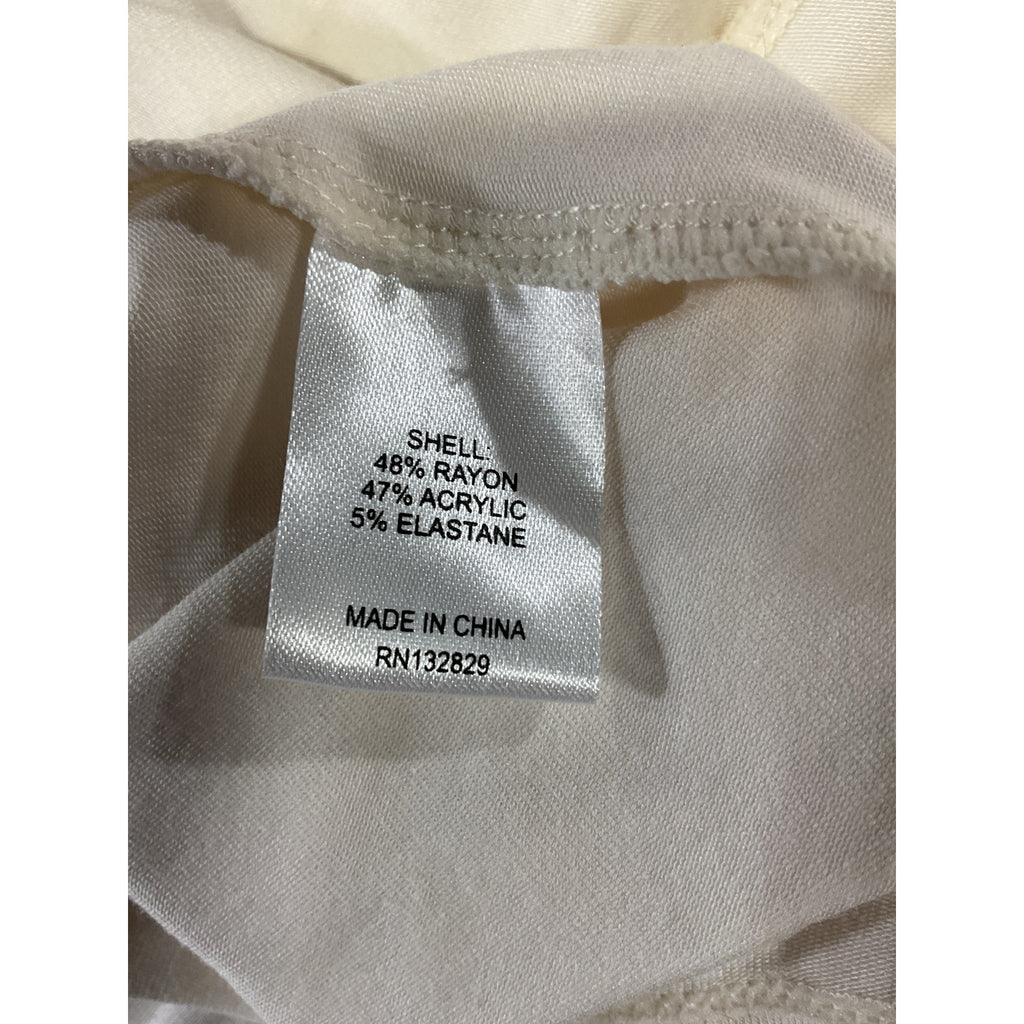 SHELL:
48% RAYON
47% ACRYLIC
5% ELASTANE
MADE IN CHINA
RN132829